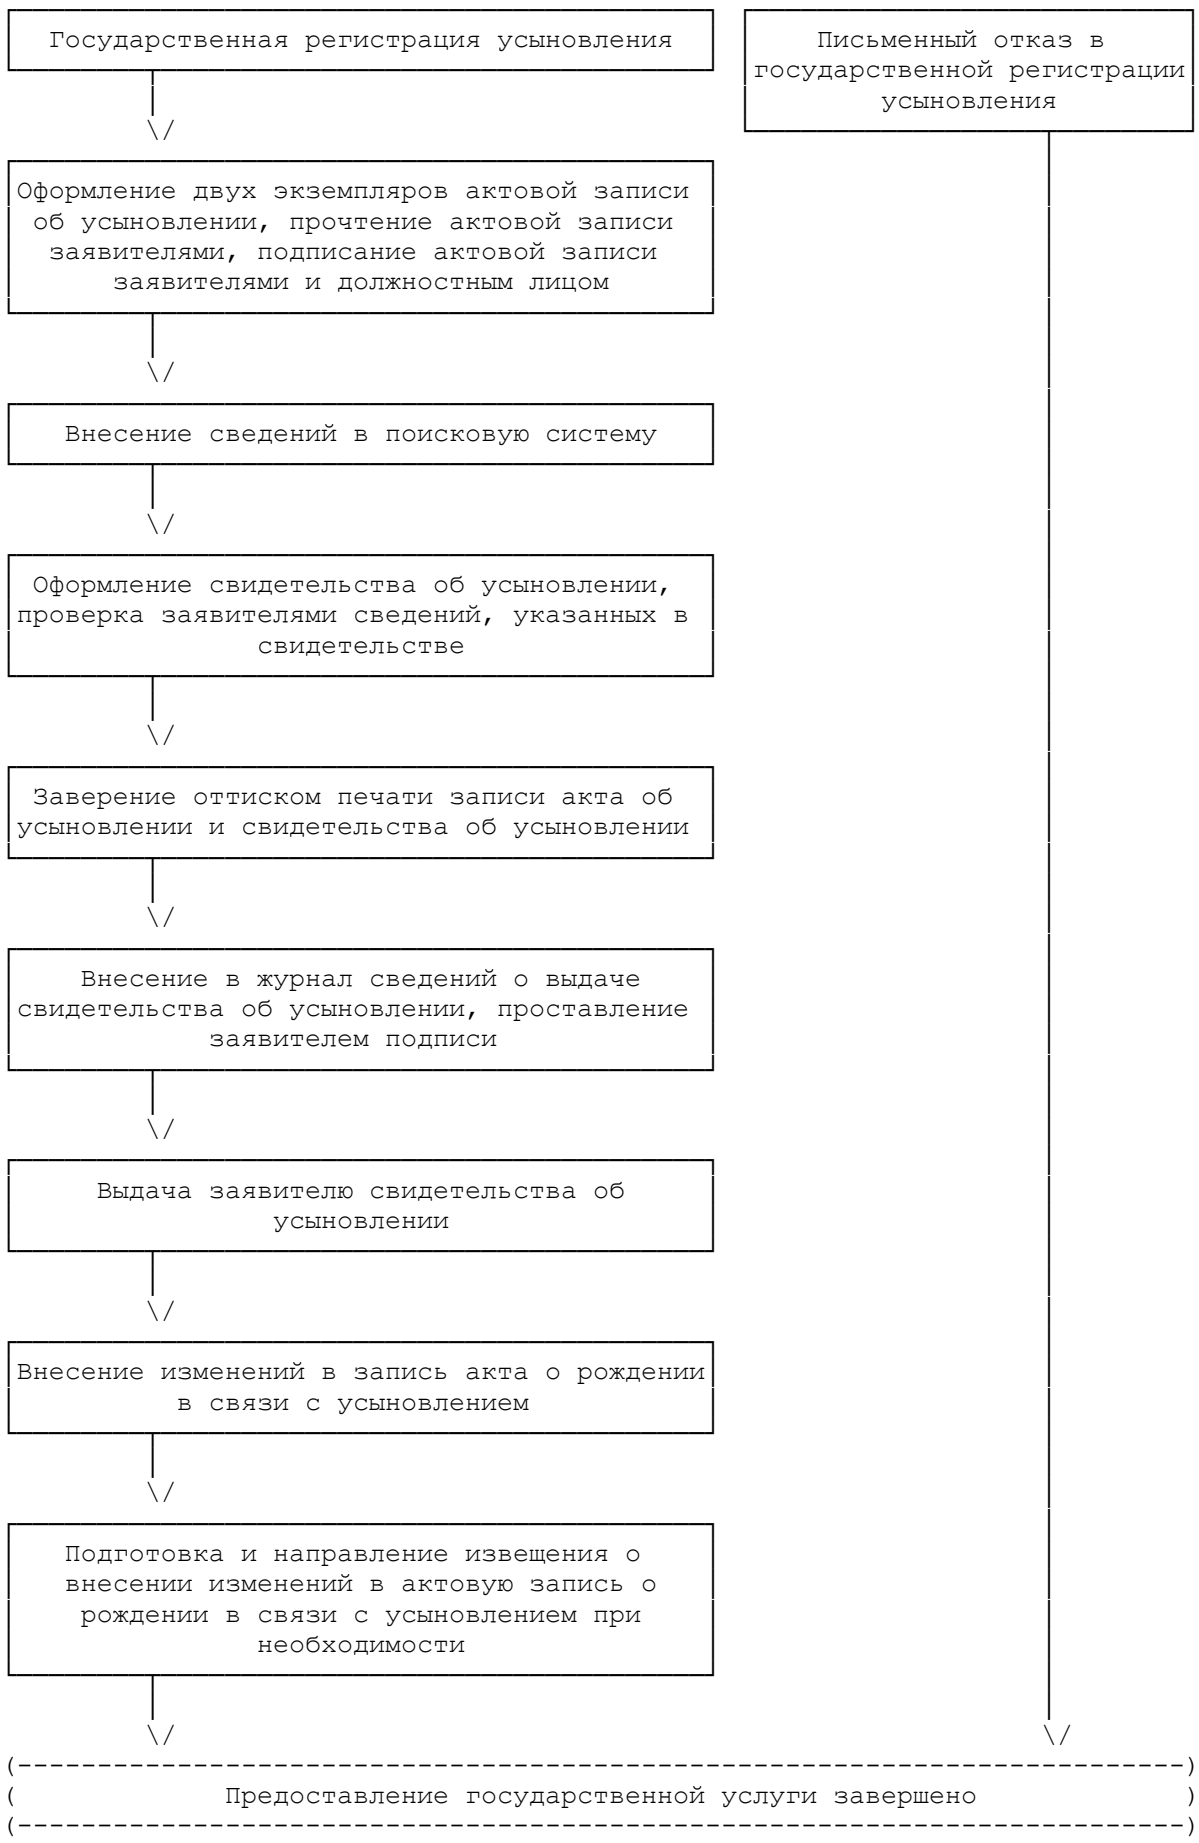 Государственная регистрация усыновления
Письменный отказ в
государственной регистрации
усыновления
Оформление двух экземпляров актовой записи
об усыновлении, прочтение актовой записи
заявителями, подписание актовой записи
заявителями и должностным лицом
Внесение сведений в поисковую систему
Оформление свидетельства об усыновлении,
проверка заявителями сведений, указанных в
свидетельстве
Заверение оттиском печати записи акта об
усыновлении и свидетельства об усыновлении
Внесение в журнал сведений о выдаче
свидетельства об усыновлении, проставление
заявителем подписи
Выдача заявителю свидетельства об
усыновлении
Внесение изменений в запись акта о рождении
в связи с усыновлением
Подготовка и направление извещения о
внесении изменений в актовую запись о
рождении в связи с усыновлением при
необходимости
Предоставление государственной услуги завершено